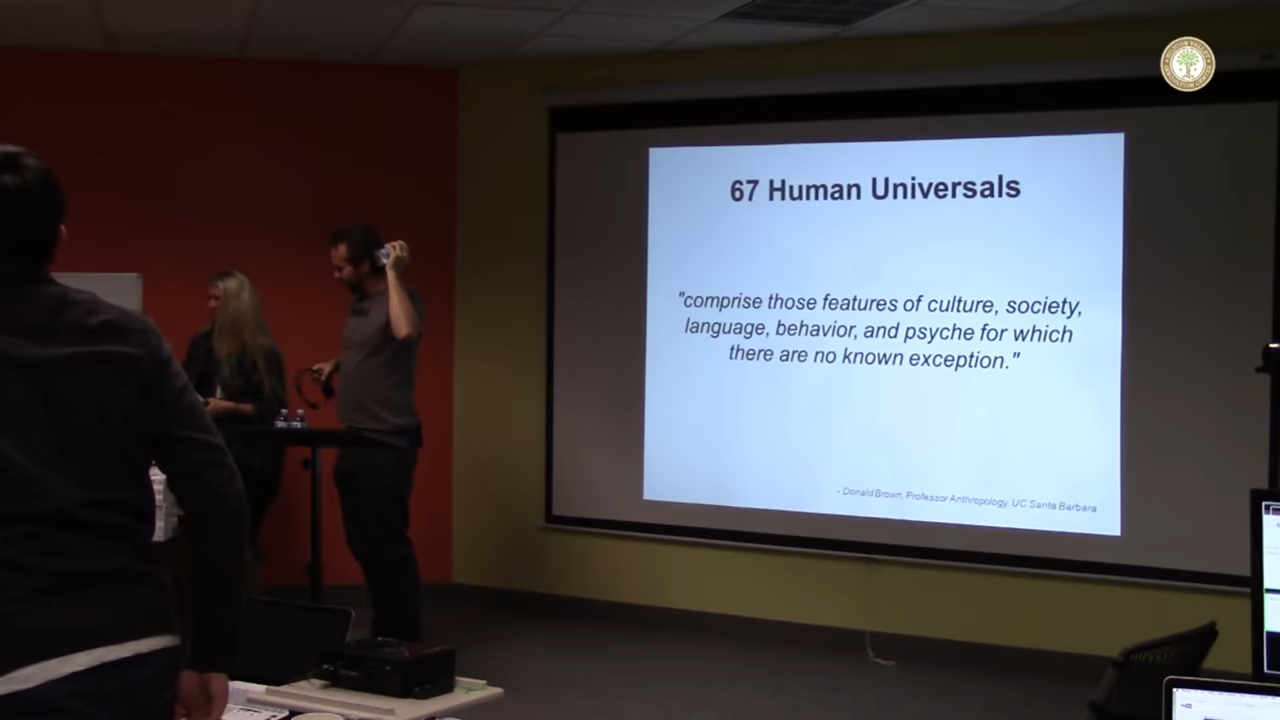 67 Human Universals
"comprise those features of culture, society,
language, behavior, and psyche for which
there are no known exception."
- Donald Brown, Professor Anthropology, UC Santa Barbara